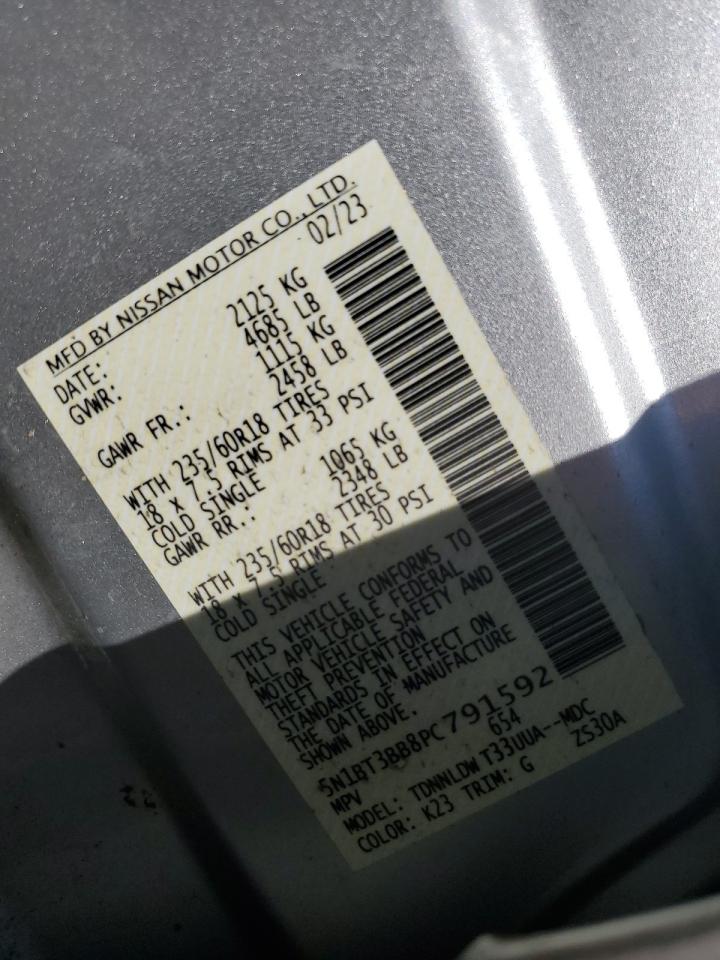 MFD BY NISSAN MOTOR CO., LTD.
DATE: 02/23
GVWR: 2125 KG
4685 LB
GAWR FR.: 1115 KG
2458 LB
WITH 235/60R18 TIRES
18 X 7.5 RIMS AT 33 PSI
COLD SINGLE
GAWR RR.: 1065 KG
2348 LB
WITH 235/60R18 TIRES
18 X 7.5 RIMS AT 30 PSI
COLD SINGLE
THIS VEHICLE CONFORMS TO
ALL APPLICABLE FEDERAL
MOTOR VEHICLE SAFETY AND
THEFT PREVENTION
STANDARDS IN EFFECT ON
THE DATE OF MANUFACTURE
SHOWN ABOVE.
5N1BT3BB8PC791592
MPV 654
MODEL: TDNNLDWT33UUA--MDC
COLOR: K23 TRIM: G ZS30A